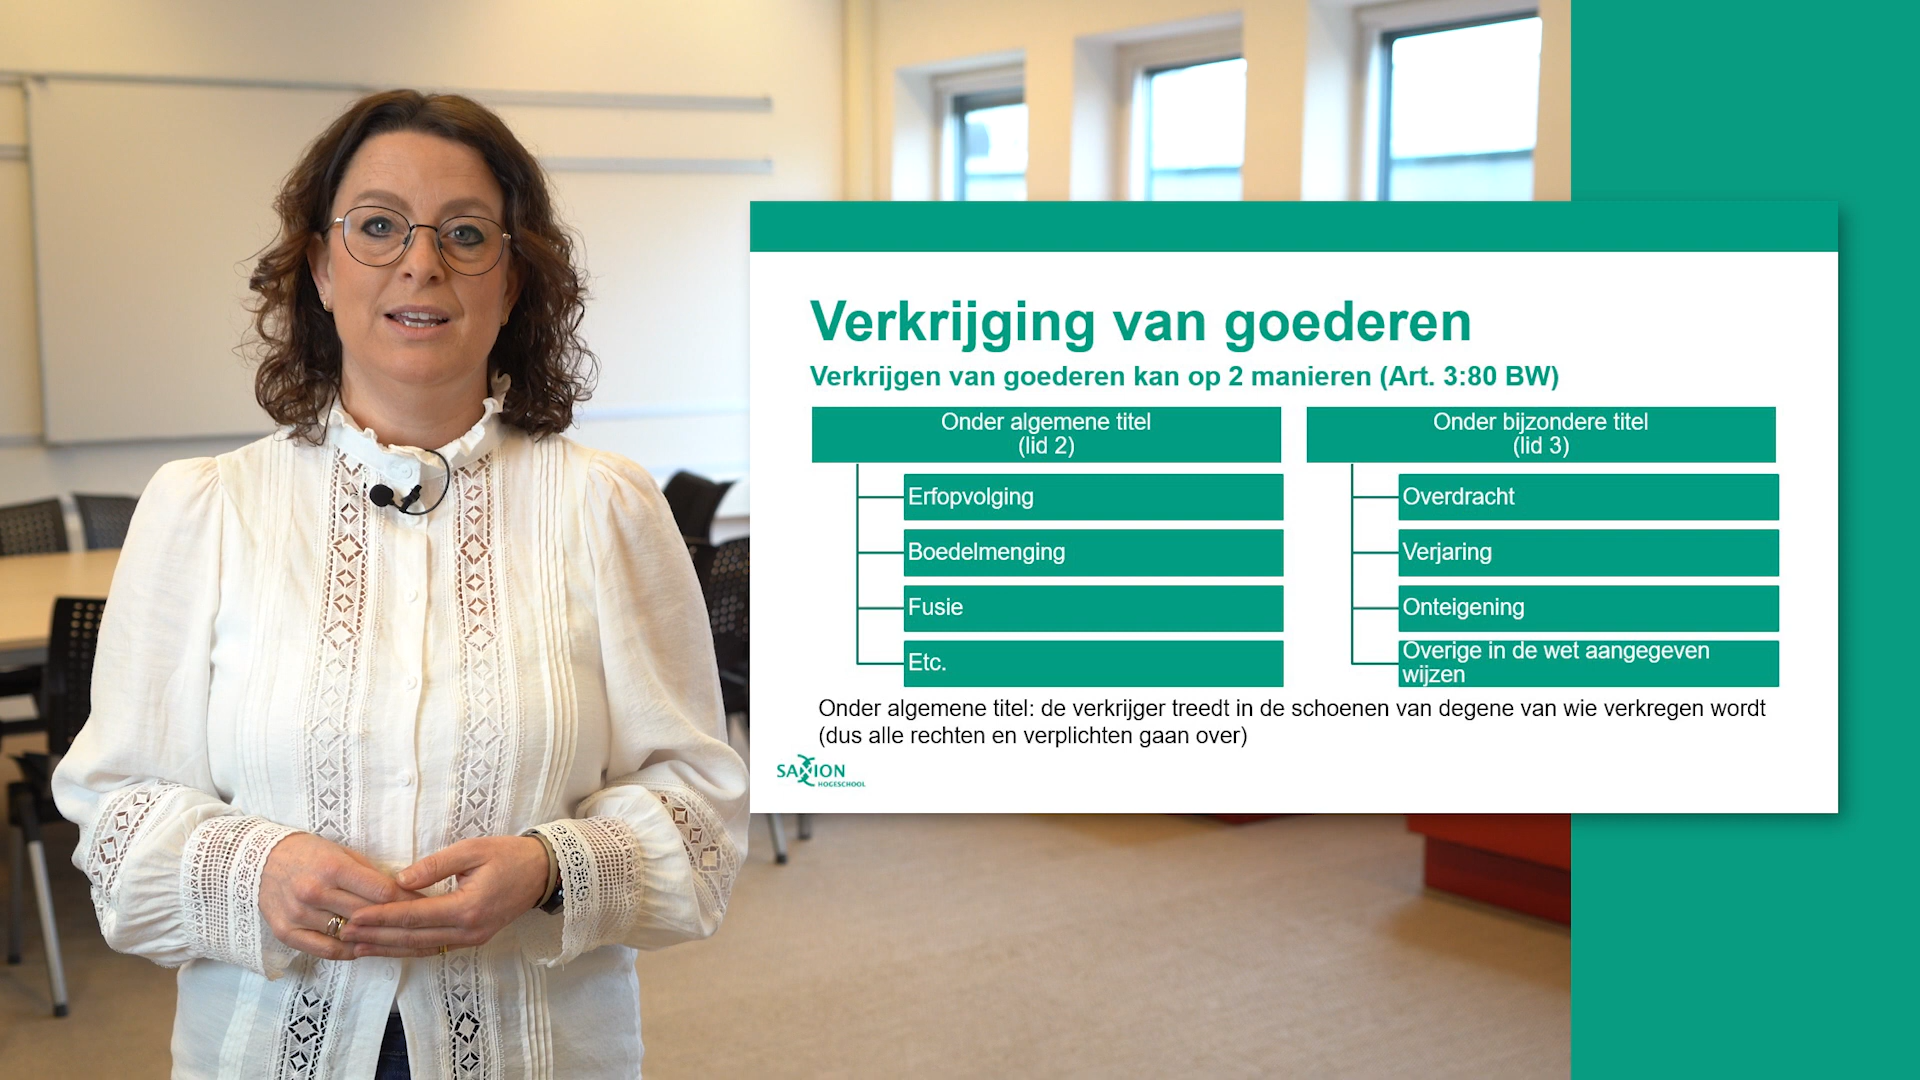 Verkrijging van goederen
Verkrijgen van goederen kan op 2 manieren (Art. 3:80 BW)
Onder algemene titel
(lid 2)
Erfopvolging
Boedelmenging
Fusie
Etc.
Onder bijzondere titel
(lid 3)
Overdracht
Verjaring
Onteigening
Overige in de wet aangegeven
wijzen
Onder algemene titel: de verkrijger treedt in de schoenen van degene van wie verkregen wordt
(dus alle rechten en verplichten gaan over)
SAXION
HOGESCHOOL